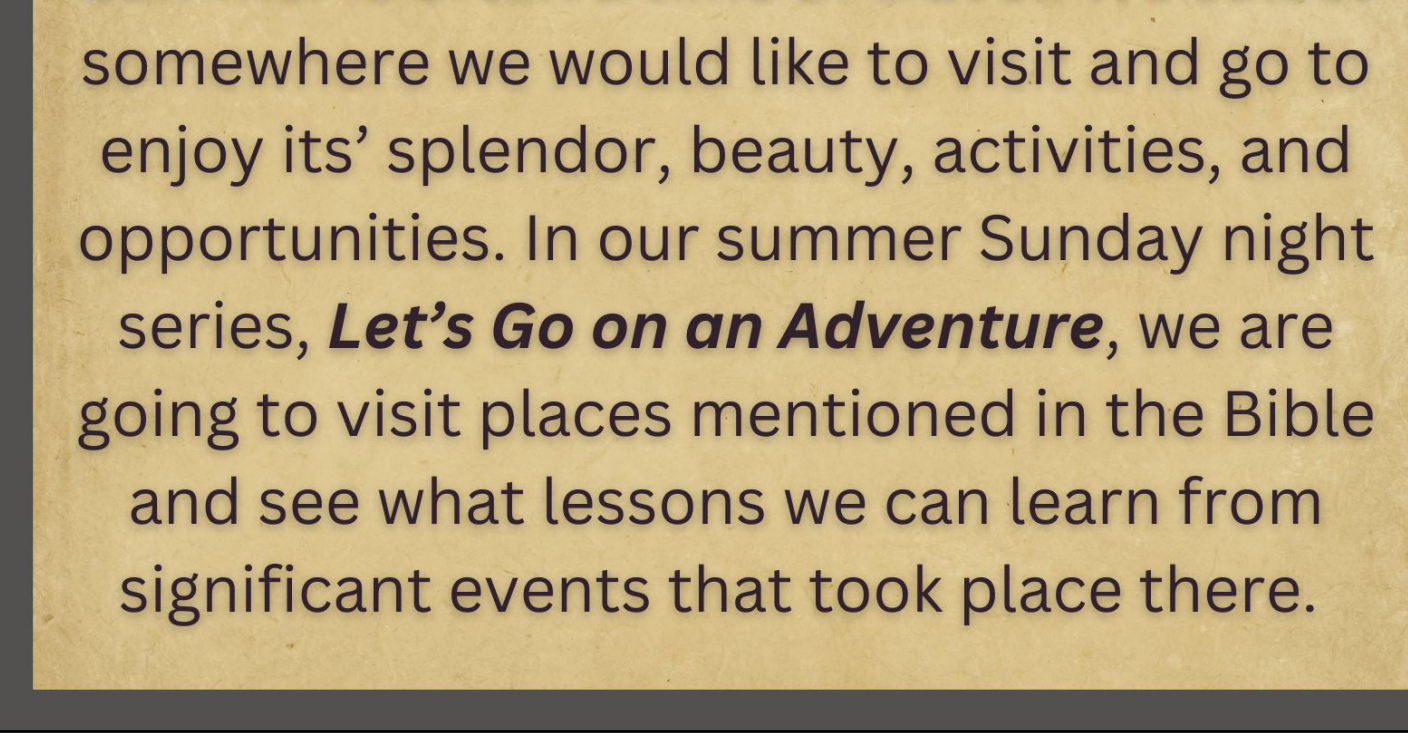 somewhere we would like to visit and go to
enjoy its’ splendor, beauty, activities, and
opportunities. In our summer Sunday night
series, Let’s Go on an Adventure, we are
going to visit places mentioned in the Bible
and see what lessons we can learn from
significant events that took place there.